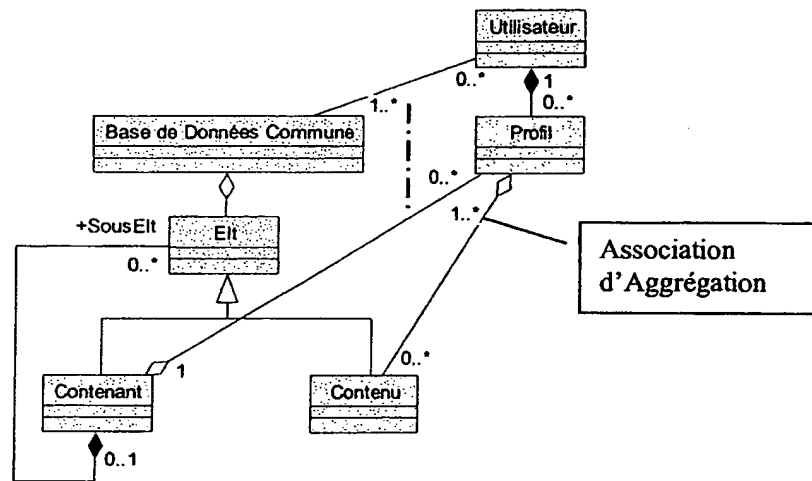 Utilisateur
0..*
1
1..*
0..*
Base de Données Commune
Profil
0..*
+SousElt
Elt
1..*
0..*
Association
d'Aggrégation
0..*
1
Contenant
Contenu
0..1